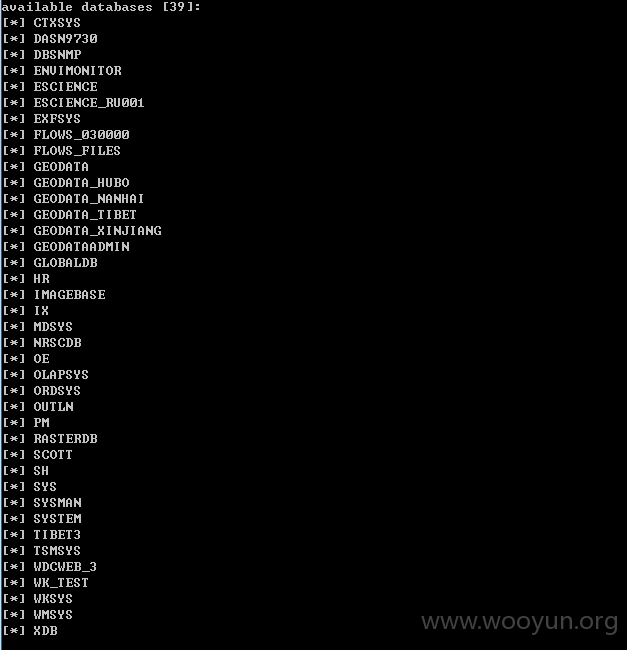 available databases [39]:
[*] CTXSYS
[*] DASN9730
[*] DBSNMP
[*] ENVIMONITOR
[*] ESCIENCE
[*] ESCIENCE_RU001
[*] EXFSYS
[*] FLOWS_030000
[*] FLOWS_FILES
[*] GEODATA
[*] GEODATA_HUBO
[*] GEODATA_NANHAI
[*] GEODATA_TIBET
[*] GEODATA_XINJIANG
[*] GEODATAADMIN
[*] GLOBALDB
[*] HR
[*] IMAGEBASE
[*] IX
[*] MDSYS
[*] NRSCDB
[*] OE
[*] OLAPSYS
[*] ORDSYS
[*] OUTLN
[*] PM
[*] RASTERDB
[*] SCOTT
[*] SH
[*] SYS
[*] SYSMAN
[*] SYSTEM
[*] TIBET3
[*] TSMSYS
[*] WDCWEB_3
[*] WK_TEST
[*] WKSYS
[*] WMSYS
[*] XDB
www.wooyun.org